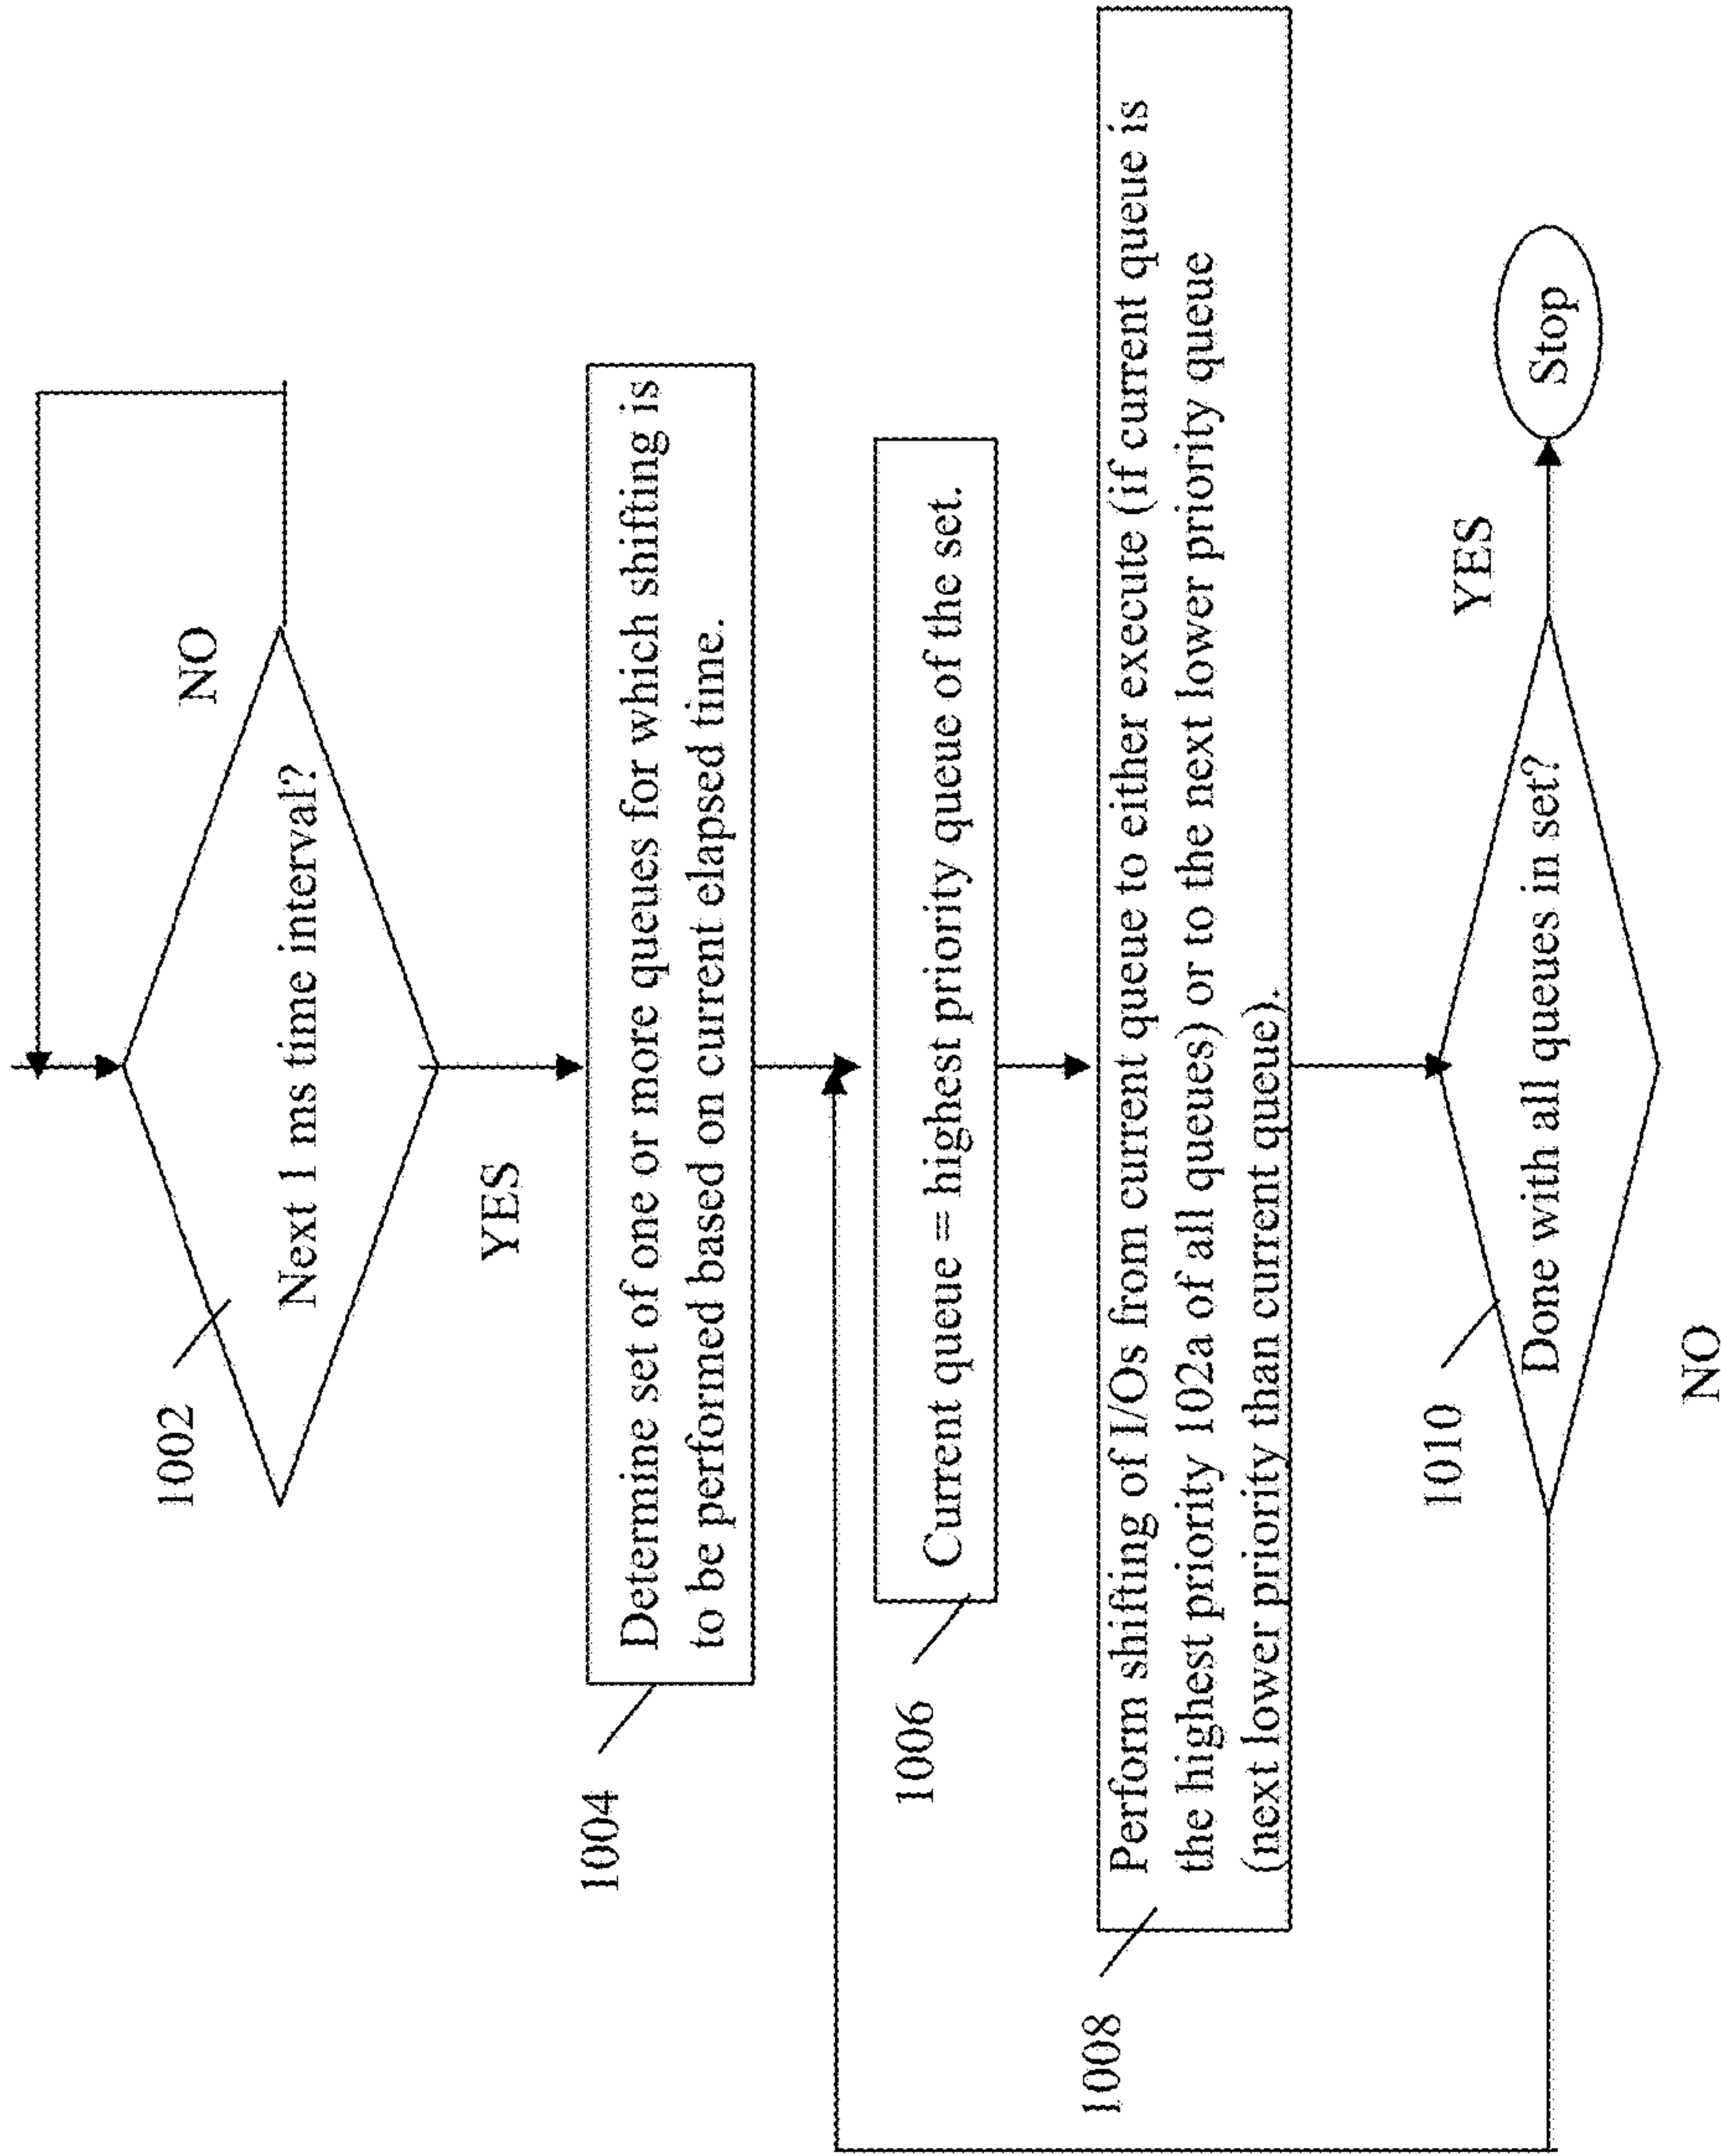 NO
1002
Next 1 ms time interval?
YES
1004
Determine set of one or more queues for which shifting is
to be performed based on current elapsed time.
1006
Current queue = highest priority queue of the set.
1008
Perform shifting of I/Os from current queue to either execute (if current queue is
the highest priority 102a of all queues) or to the next lower priority queue
(next lower priority than current queue).
1010
YES
Done with all queues in set?
Stop
NO